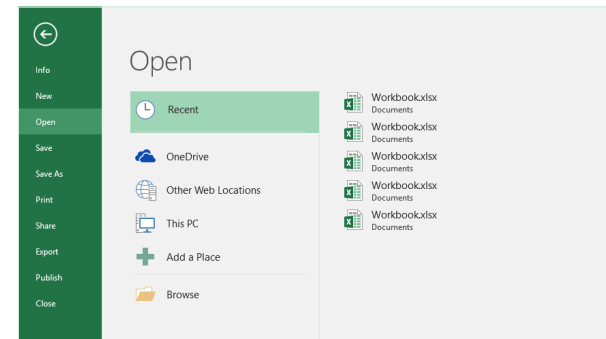 Info
New
Open
Save
Save As
Print
Share
Export
Publish
Close
Open
Recent
OneDrive
Other Web Locations
This PC
Add a Place
Browse
Workbook.xlsx
Documents
Workbook.xlsx
Documents
Workbook.xlsx
Documents
Workbook.xlsx
Documents
Workbook.xlsx
Documents